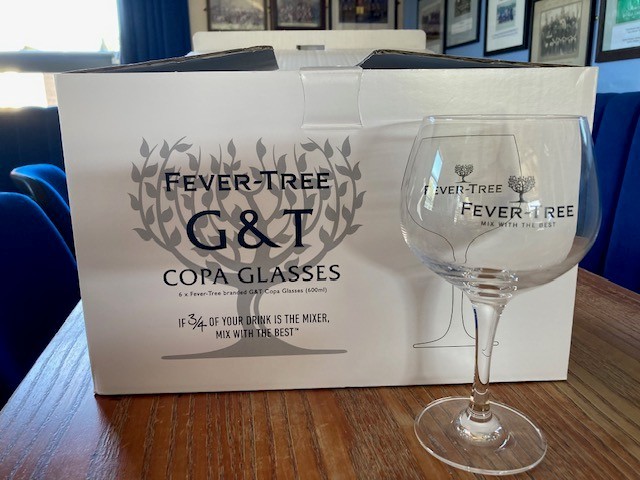 FEVER-TREE
G&T
COPA GLASSES
6 x Fever-Tree branded G&T Copa Glasses (600ml)
IF 3/4 OF YOUR DRINK IS THE MIXER,
MIX WITH THE BEST™
FEVER-TREE
FEVER-TREE
MIX WITH THE BEST